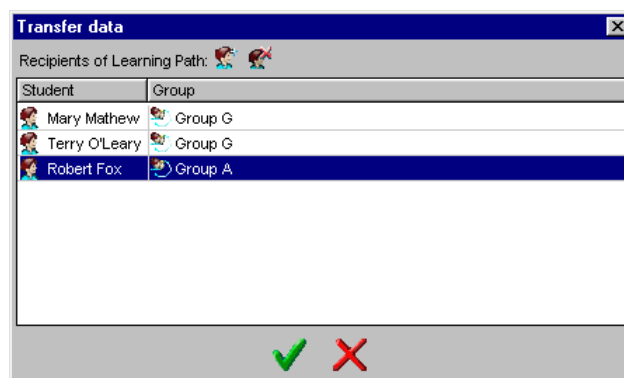 Transfer data
Recipients of Learning Path:
Student Group
Mary Mathew Group G
Terry O'Leary Group G
Robert Fox Group A